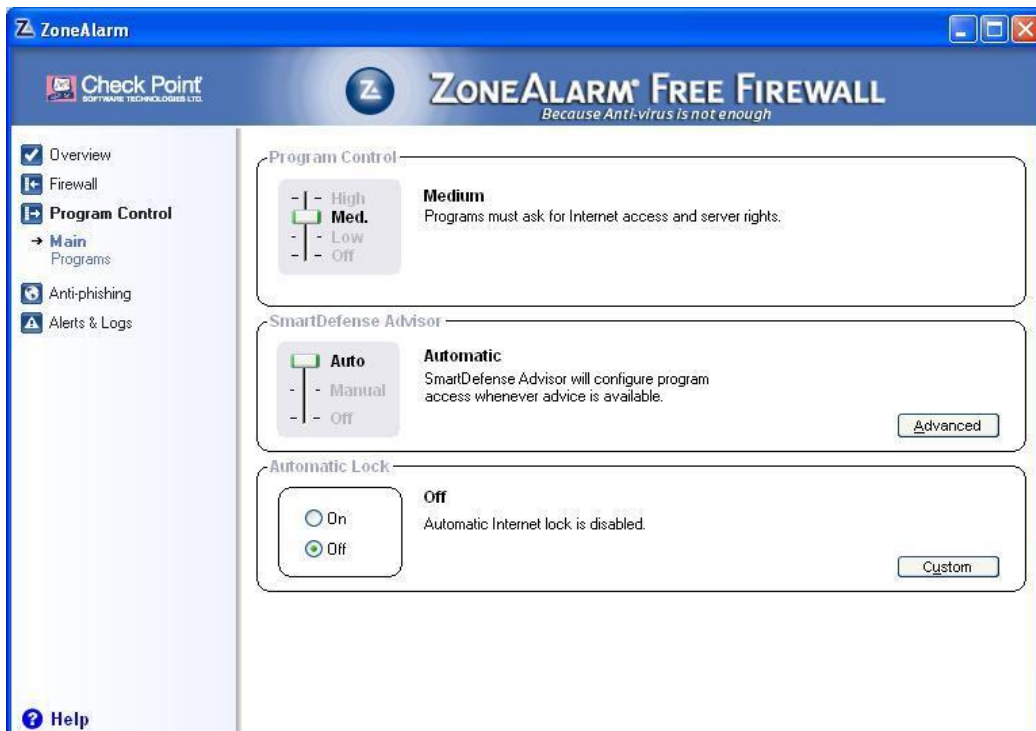 ZoneAlarm
Check Point
SOFTWARE TECHNOLOGIES LTD.
ZONEALARM® FREE FIREWALL
Because Anti-virus is not enough
Overview
Firewall
Program Control
Main
Programs
Anti-phishing
Alerts & Logs
Help
Program Control
High
Med.
Low
Off
Medium
Programs must ask for Internet access and server rights.
SmartDefense Advisor
Auto
Manual
Off
Automatic
SmartDefense Advisor will configure program
access whenever advice is available.
Advanced
Automatic Lock
On
Off
Off
Automatic Internet lock is disabled.
Custom